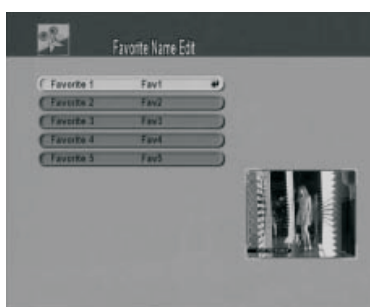 Favorite Name Edit
Favorite 1 Fav1
Favorite 2 Fav2
Favorite 3 Fav3
Favorite 4 Fav4
Favorite 5 Fav5